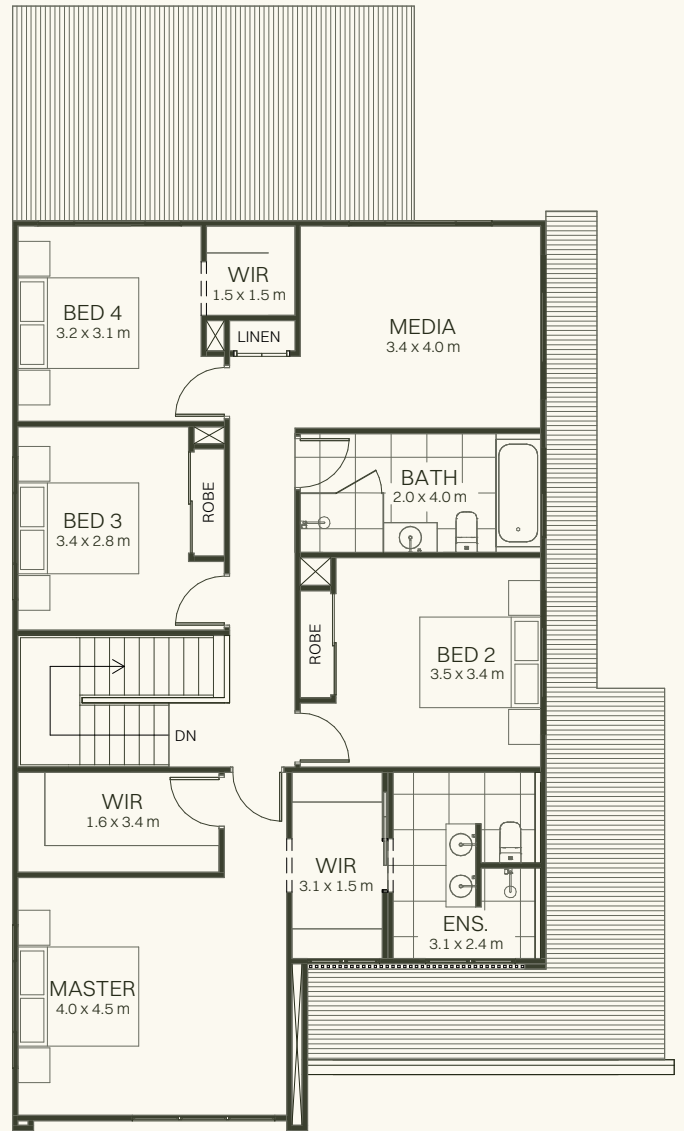 WIR
1.5 x 1.5 m
BED 4
3.2 x 3.1 m
LINEN
MEDIA
3.4 x 4.0 m
BATH
2.0 x 4.0 m
ROBE
BED 3
3.4 x 2.8 m
ROBE
BED 2
3.5 x 3.4 m
DN
WIR
1.6 x 3.4 m
WIR
3.1 x 1.5 m
ENS.
3.1 x 2.4 m
MASTER
4.0 x 4.5 m